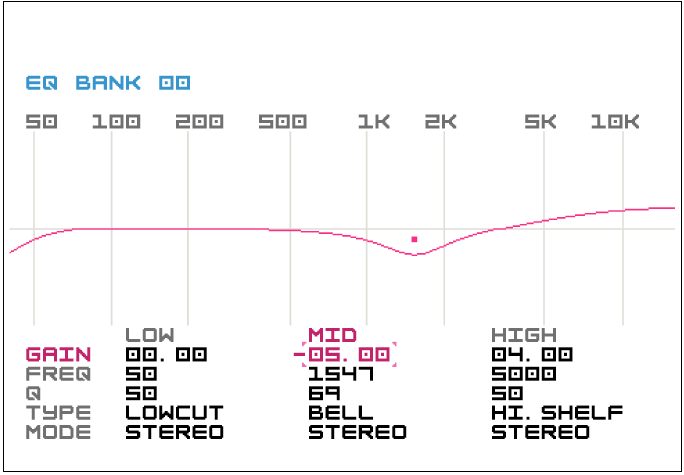 EQ BANK 00
50 100 200 500 1K 2K 5K 10K
LOW MID HIGH
GAIN 00.00 -05.00 04.00
FREQ 50 1547 5000
Q 50 69 50
TYPE LOWCUT BELL HI.SHELF
MODE STEREO STEREO STEREO